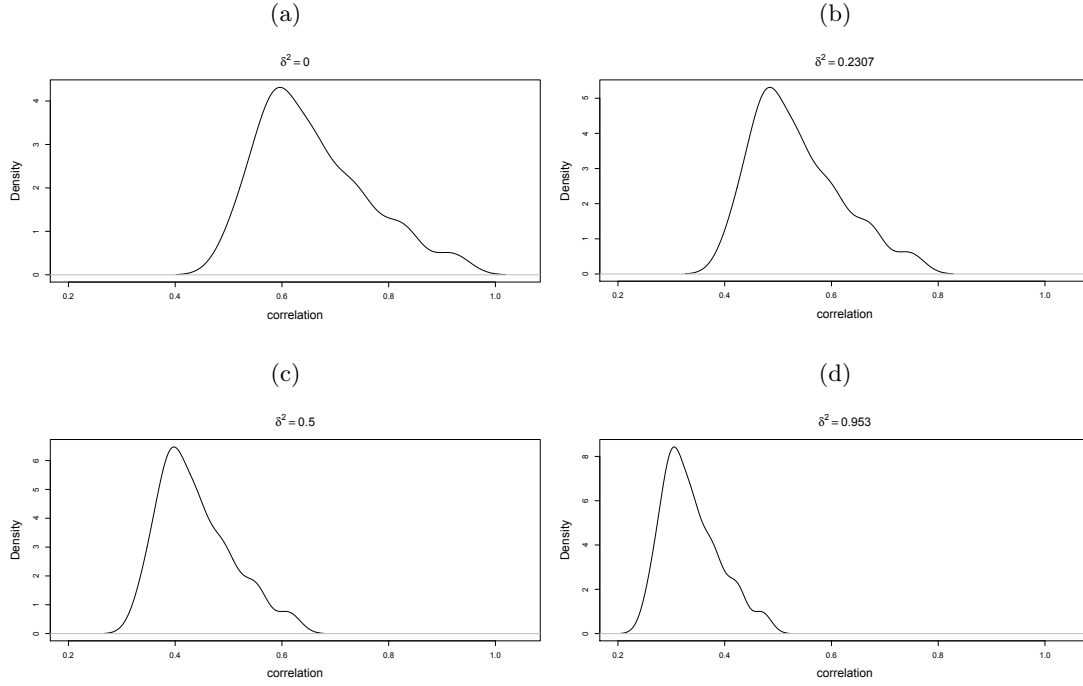 (a)
δ² = 0
Density
0 1 2 3 4
0.2 0.4 0.6 0.8 1.0
correlation
(b)
δ² = 0.2307
Density
0 1 2 3 4 5
0.2 0.4 0.6 0.8 1.0
correlation
(c)
δ² = 0.5
Density
0 1 2 3 4 5 6
0.2 0.4 0.6 0.8 1.0
correlation
(d)
δ² = 0.953
Density
0 2 4 6 8
0.2 0.4 0.6 0.8 1.0
correlation